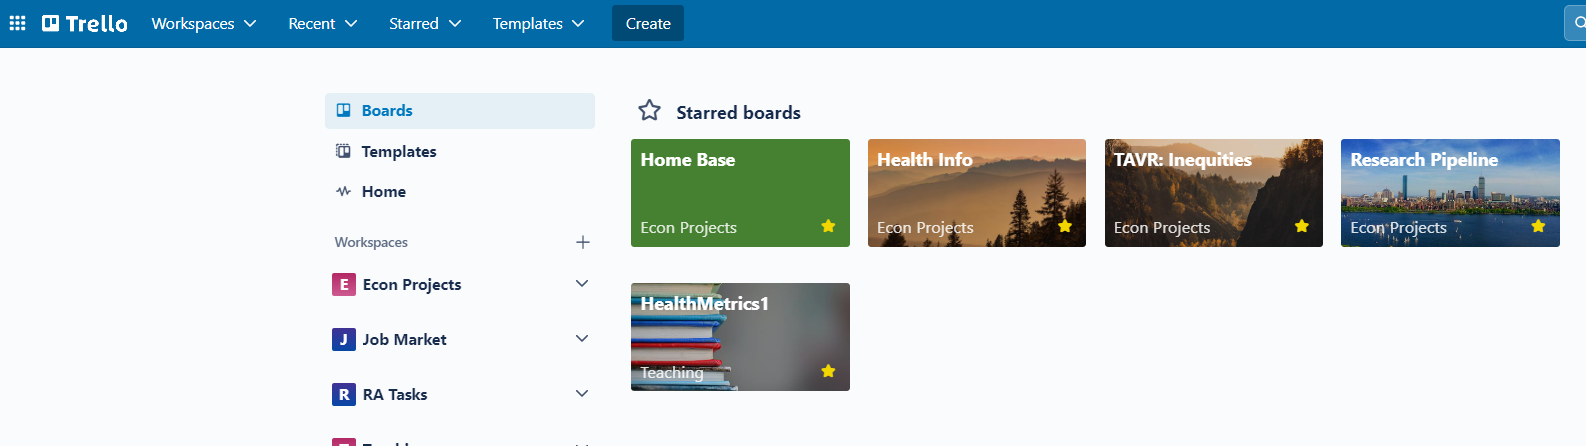 Trello Workspaces Recent Starred Templates Create
Boards
Templates
Home
Workspaces
E Econ Projects
J Job Market
R RA Tasks
Starred boards
Home Base
Econ Projects
Health Info
Econ Projects
TAVR: Inequities
Econ Projects
Research Pipeline
Econ Projects
HealthMetrics1
Teaching